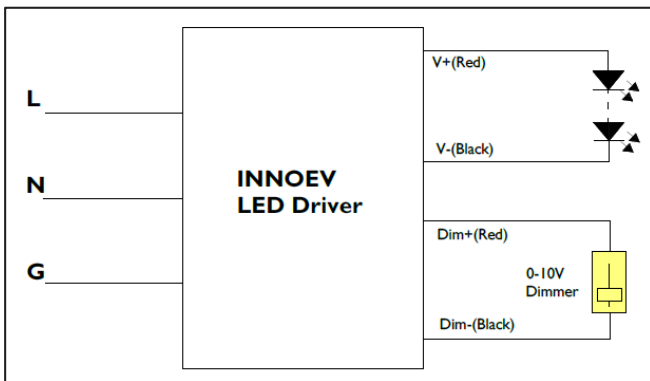 L
N
G
INNOEV
LED Driver
V+(Red)
V-(Black)
Dim+(Red)
0-10V
Dimmer
Dim-(Black)